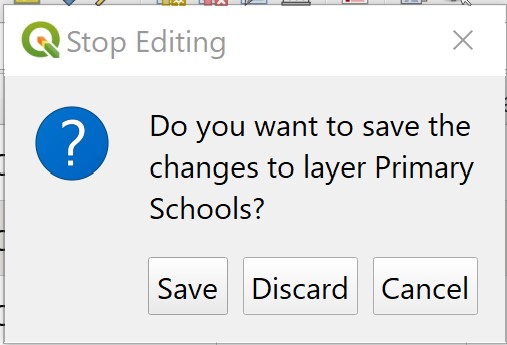 Stop Editing
Do you want to save the
changes to layer Primary
Schools?
Save Discard Cancel